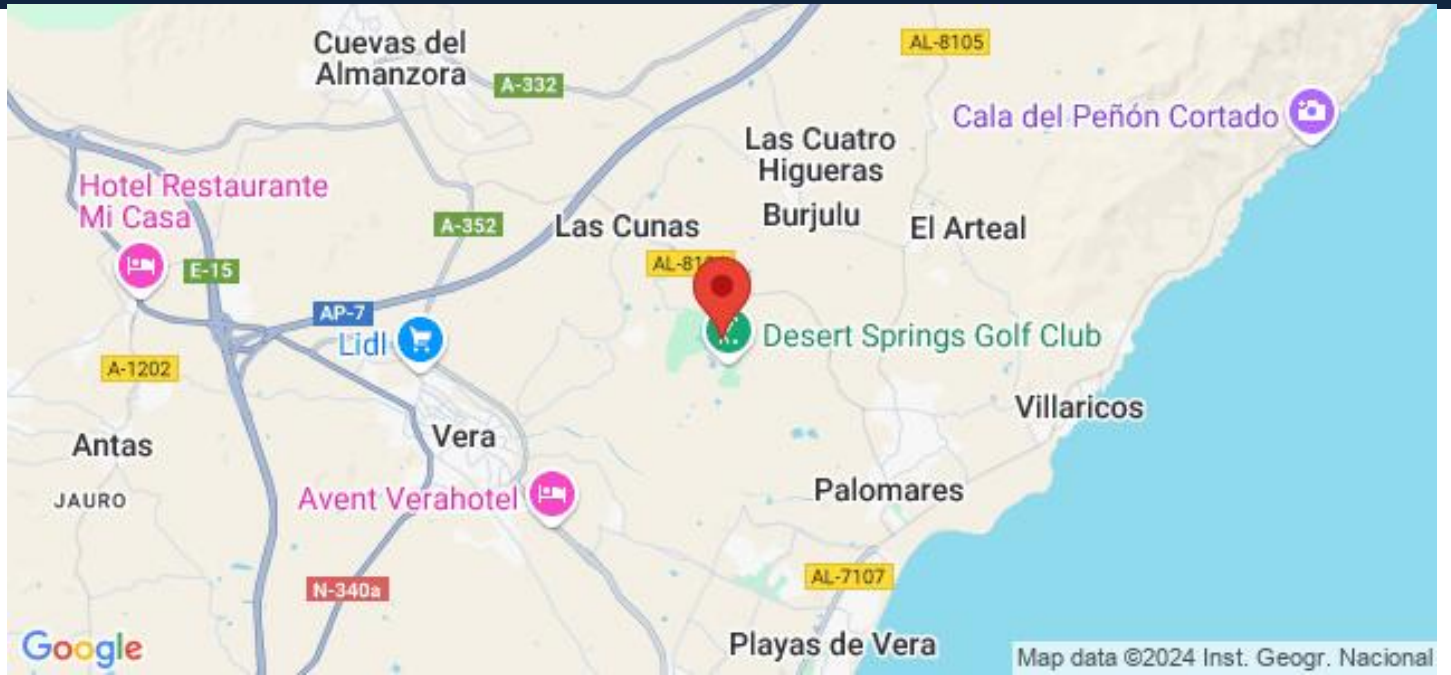 Cuevas del
Almanzora
A-332
AL-8105
Cala del Peñón Cortado
Las Cuatro
Higueras
Hotel Restaurante
Mi Casa
A-352
Las Cunas
Burjulu
El Arteal
E-15
AP-7
Lidl
Desert Springs Golf Club
A-1202
Villaricos
Antas
Vera
JAURO
Avent Verahotel
Palomares
N-340a
AL-7107
Playas de Vera
Google
Map data ©2024 Inst. Geogr. Nacional